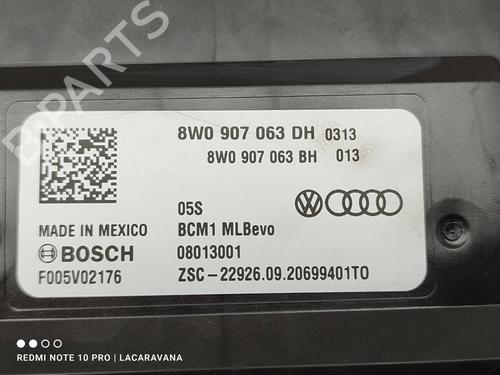 B-PARTS
8W0 907 063 DH 0313
8W0 907 063 BH 013
05S
MADE IN MEXICO BCM1 MLBevo
BOSCH 08013001
F005V02176 ZSC-22926.09.20699401TO
REDMI NOTE 10 PRO | LACARAVANA